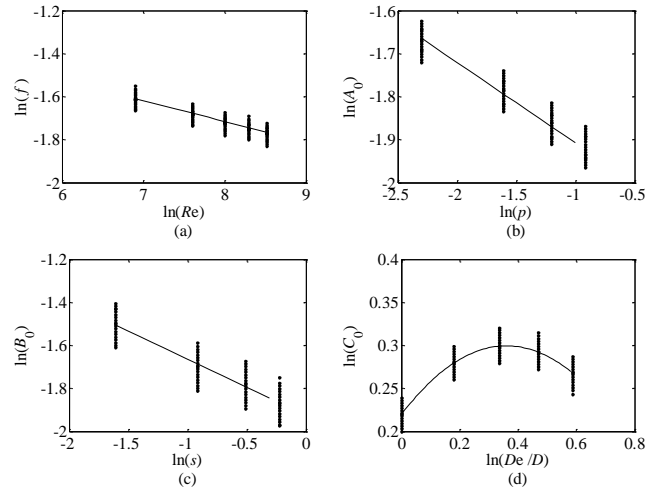 -1.2
-1.4
-1.6
-1.8
-2
ln(f)
6 7 8 9
ln(Re)
(a)
-1.6
-1.7
-1.8
-1.9
-2
ln(A0)
-2.5 -2 -1.5 -1 -0.5
ln(p)
(b)
-1.2
-1.4
-1.6
-1.8
-2
ln(B0)
-2 -1.5 -1 -0.5 0
ln(s)
(c)
0.4
0.35
0.3
0.25
0.2
ln(C0)
0 0.2 0.4 0.6 0.8
ln(De /D)
(d)